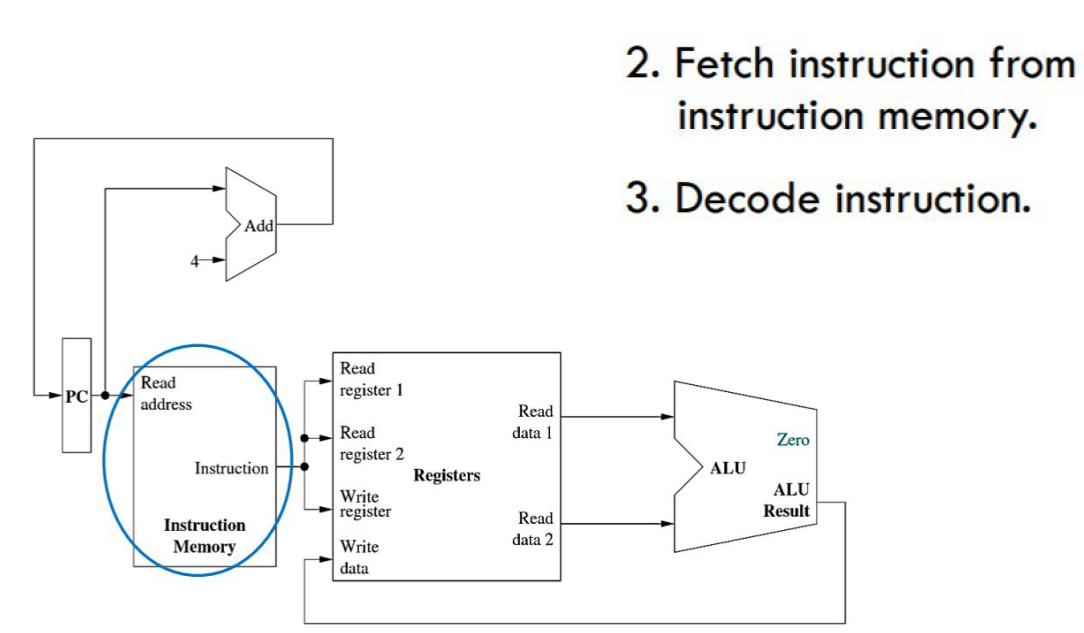 2. Fetch instruction from
instruction memory.
3. Decode instruction.
Add
4
PC
Read
address
Instruction
Instruction
Memory
Read
register 1
Read
register 2
Write
register
Write
data
Registers
Read
data 1
Read
data 2
Zero
ALU
ALU
Result